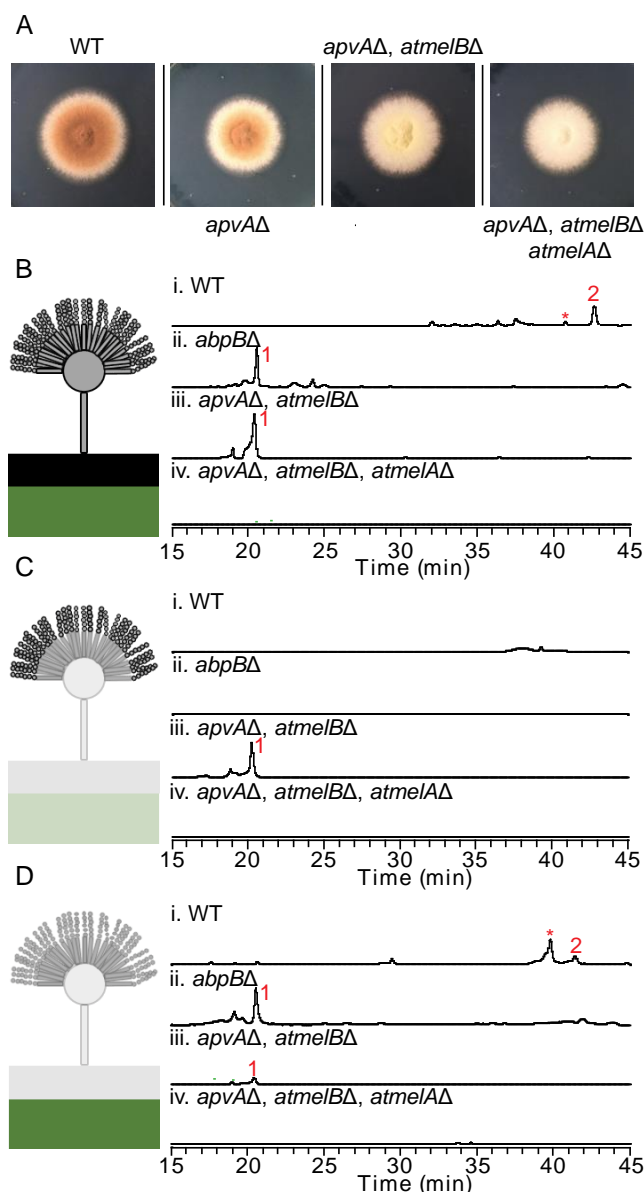 A
WT
apvAΔ, atmelBΔ
apvAΔ
apvAΔ, atmelBΔ
atmelAΔ
B
i. WT
*
2
ii. abpBΔ
1
iii. apvAΔ, atmelBΔ
1
iv. apvAΔ, atmelBΔ, atmelAΔ
15 20 25 30 35 40 45
Time (min)
C
i. WT
ii. abpBΔ
iii. apvAΔ, atmelBΔ
1
iv. apvAΔ, atmelBΔ, atmelAΔ
15 20 25 30 35 40 45
Time (min)
D
i. WT
*
2
ii. abpBΔ
1
iii. apvAΔ, atmelBΔ
1
iv. apvAΔ, atmelBΔ, atmelAΔ
15 20 25 30 35 40 45
Time (min)